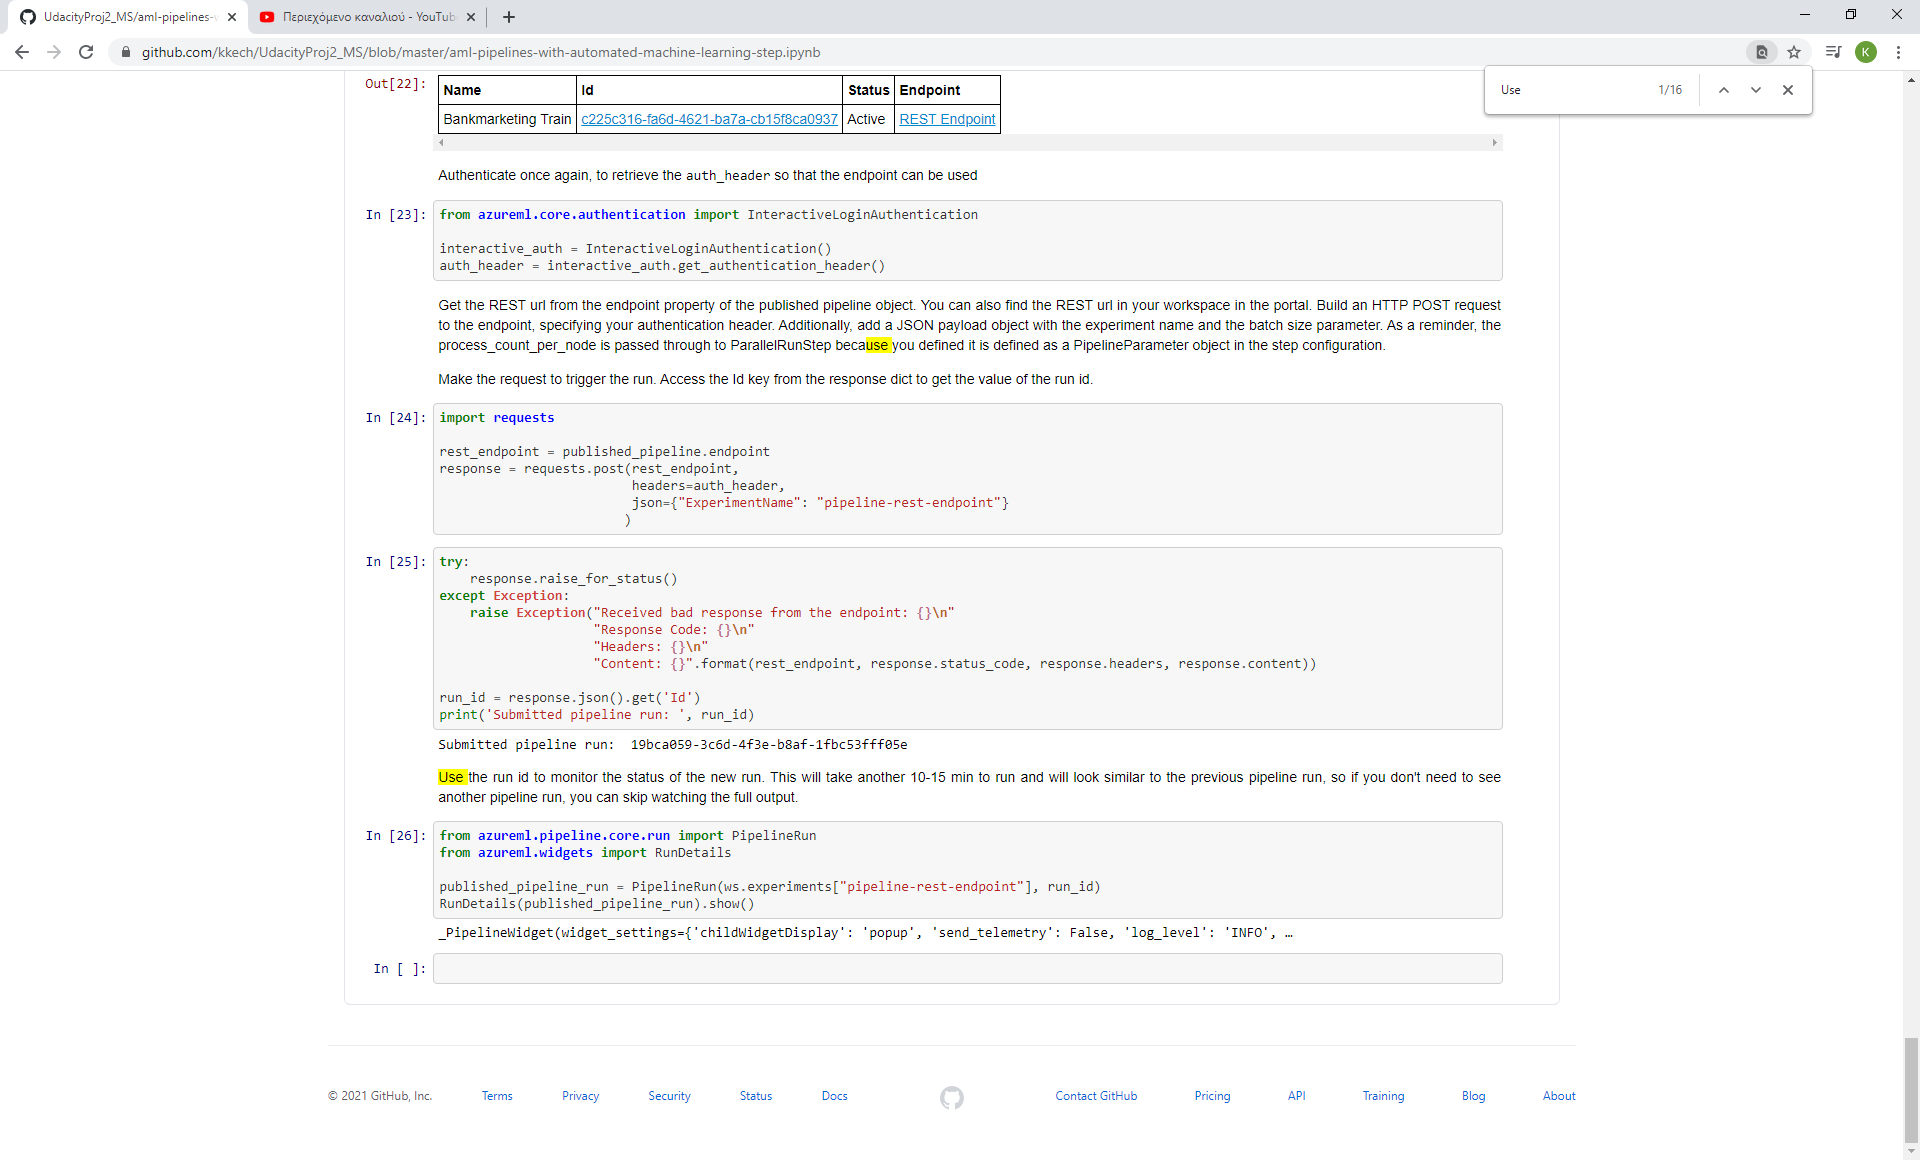 UdacityProj2_MS/aml-pipelines-w
Περιεχόμενο καναλιού - YouTube
github.com/kkech/UdacityProj2_MS/blob/master/aml-pipelines-with-automated-machine-learning-step.ipynb
K
Use 1/16
Out[22]:
Name Id Status Endpoint
Bankmarketing Train c225c316-fa6d-4621-ba7a-cb15f8ca0937 Active REST Endpoint
Authenticate once again, to retrieve the auth_header so that the endpoint can be used
In [23]: from azureml.core.authentication import InteractiveLoginAuthentication
interactive_auth = InteractiveLoginAuthentication()
auth_header = interactive_auth.get_authentication_header()
Get the REST url from the endpoint property of the published pipeline object. You can also find the REST url in your workspace in the portal. Build an HTTP POST request
to the endpoint, specifying your authentication header. Additionally, add a JSON payload object with the experiment name and the batch size parameter. As a reminder, the
process_count_per_node is passed through to ParallelRunStep because you defined it is defined as a PipelineParameter object in the step configuration.
Make the request to trigger the run. Access the Id key from the response dict to get the value of the run id.
In [24]: import requests
rest_endpoint = published_pipeline.endpoint
response = requests.post(rest_endpoint,
headers=auth_header,
json={"ExperimentName": "pipeline-rest-endpoint"}
)
In [25]: try:
response.raise_for_status()
except Exception:
raise Exception("Received bad response from the endpoint: {}\n"
"Response Code: {}\n"
"Headers: {}\n"
"Content: {}".format(rest_endpoint, response.status_code, response.headers, response.content))
run_id = response.json().get('Id')
print('Submitted pipeline run: ', run_id)
Submitted pipeline run:  19bca059-3c6d-4f3e-b8af-1fbc53fff05e
Use the run id to monitor the status of the new run. This will take another 10-15 min to run and will look similar to the previous pipeline run, so if you don't need to see
another pipeline run, you can skip watching the full output.
In [26]: from azureml.pipeline.core.run import PipelineRun
from azureml.widgets import RunDetails
published_pipeline_run = PipelineRun(ws.experiments["pipeline-rest-endpoint"], run_id)
RunDetails(published_pipeline_run).show()
_PipelineWidget(widget_settings={'childWidgetDisplay': 'popup', 'send_telemetry': False, 'log_level': 'INFO', …
In [ ]:
© 2021 GitHub, Inc. Terms Privacy Security Status Docs Contact GitHub Pricing API Training Blog About